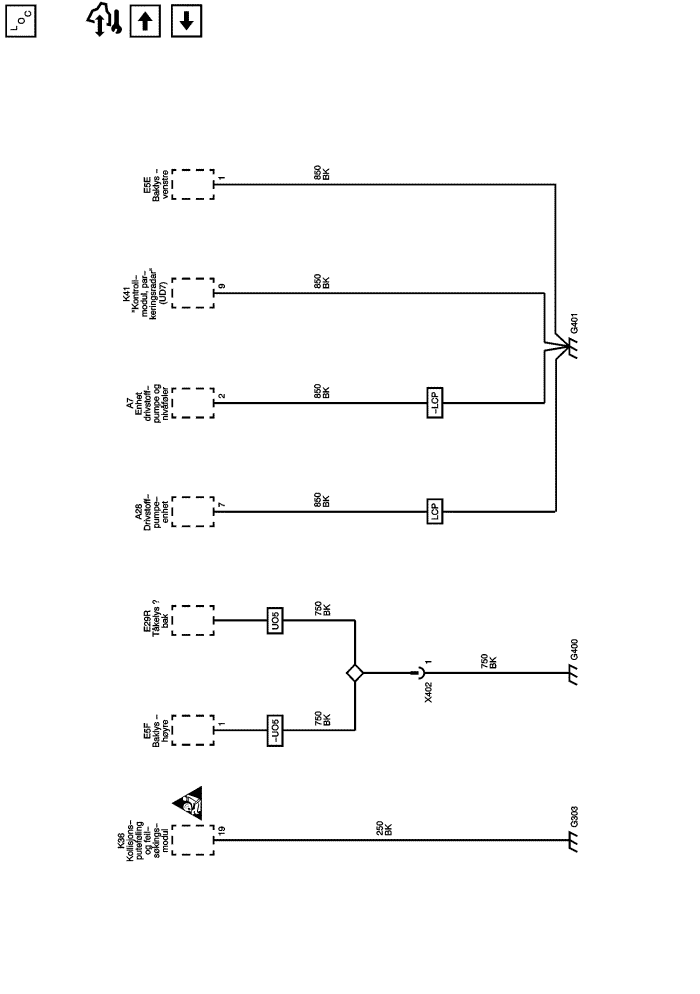 LOC
E5E
Baklys –
venstre
1
850
BK
K41
"Kontroll–
modul, par–
keringsradar"
(UD7)
9
850
BK
G401
A7
Enhet
drivstoff–
pumpe og
nivåføler
2
850
BK
–LCP
A28
Drivstoff–
pumpe–
enhet
7
850
BK
LCP
E29R
Tåkelys ?
bak
UO5
750
BK
1
X402
750
BK
G400
E5F
Baklys –
høyre
1
–UO5
750
BK
K36
Kollisjons–
puteføling
og feil–
søkings–
modul
19
250
BK
G303